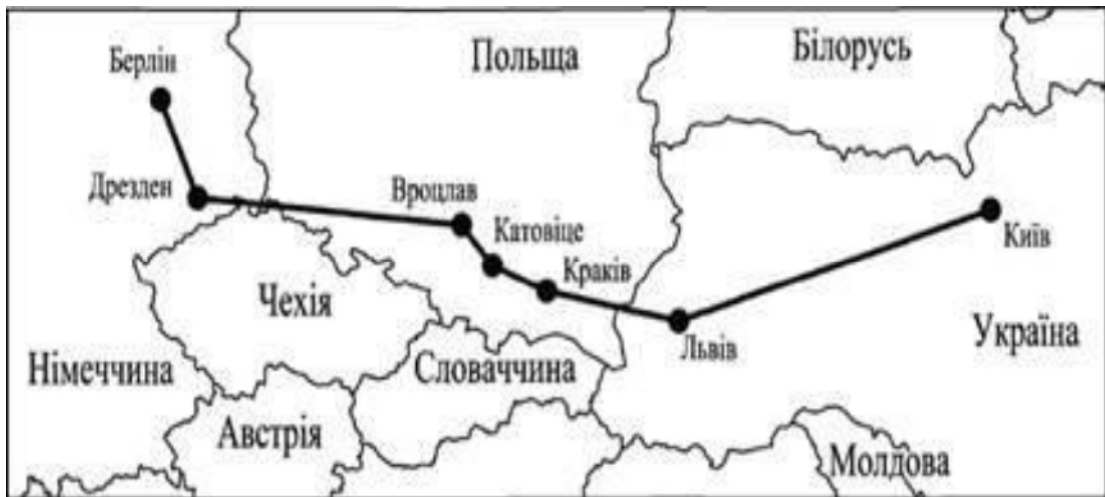 Берлін
Польща
Білорусь
Дрезден
Вроцлав
Катовіце
Краків
Київ
Чехія
Львів
Україна
Німеччина
Словаччина
Австрія
Молдова